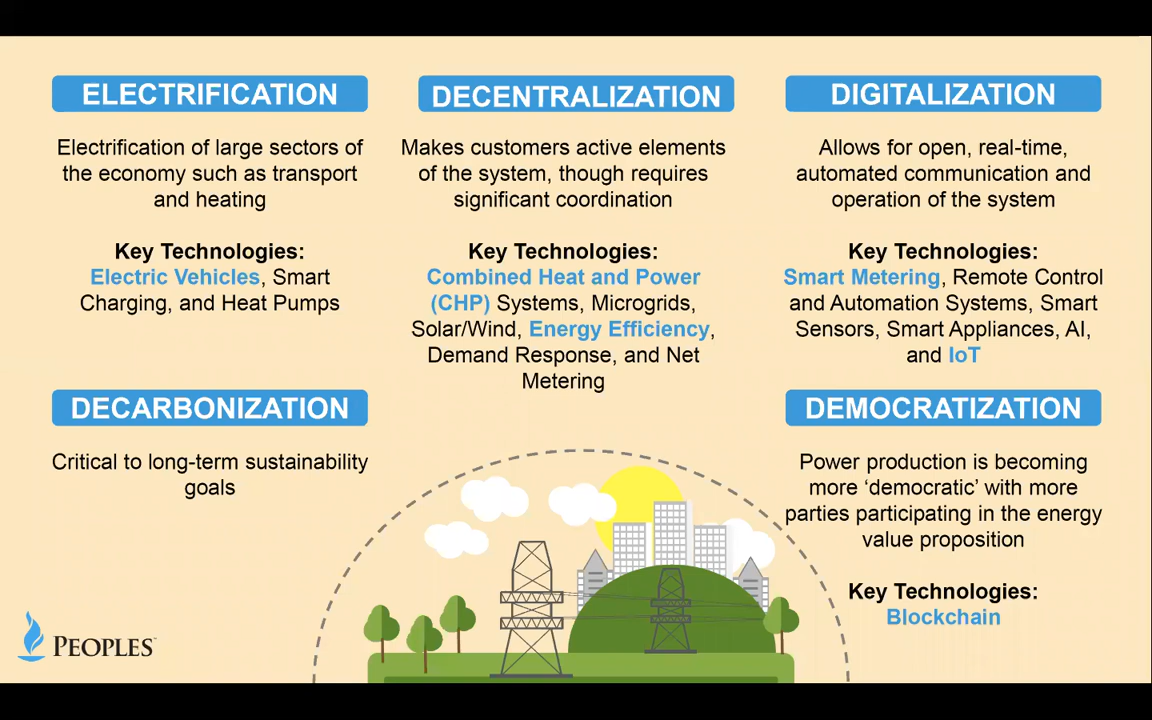 ELECTRIFICATION
Electrification of large sectors of
the economy such as transport
and heating
Key Technologies:
Electric Vehicles, Smart
Charging, and Heat Pumps
DECENTRALIZATION
Makes customers active elements
of the system, though requires
significant coordination
Key Technologies:
Combined Heat and Power
(CHP) Systems, Microgrids,
Solar/Wind, Energy Efficiency,
Demand Response, and Net
Metering
DIGITALIZATION
Allows for open, real-time,
automated communication and
operation of the system
Key Technologies:
Smart Metering, Remote Control
and Automation Systems, Smart
Sensors, Smart Appliances, AI,
and IoT
DECARBONIZATION
Critical to long-term sustainability
goals
DEMOCRATIZATION
Power production is becoming
more ‘democratic’ with more
parties participating in the energy
value proposition
Key Technologies:
Blockchain
PEOPLES™